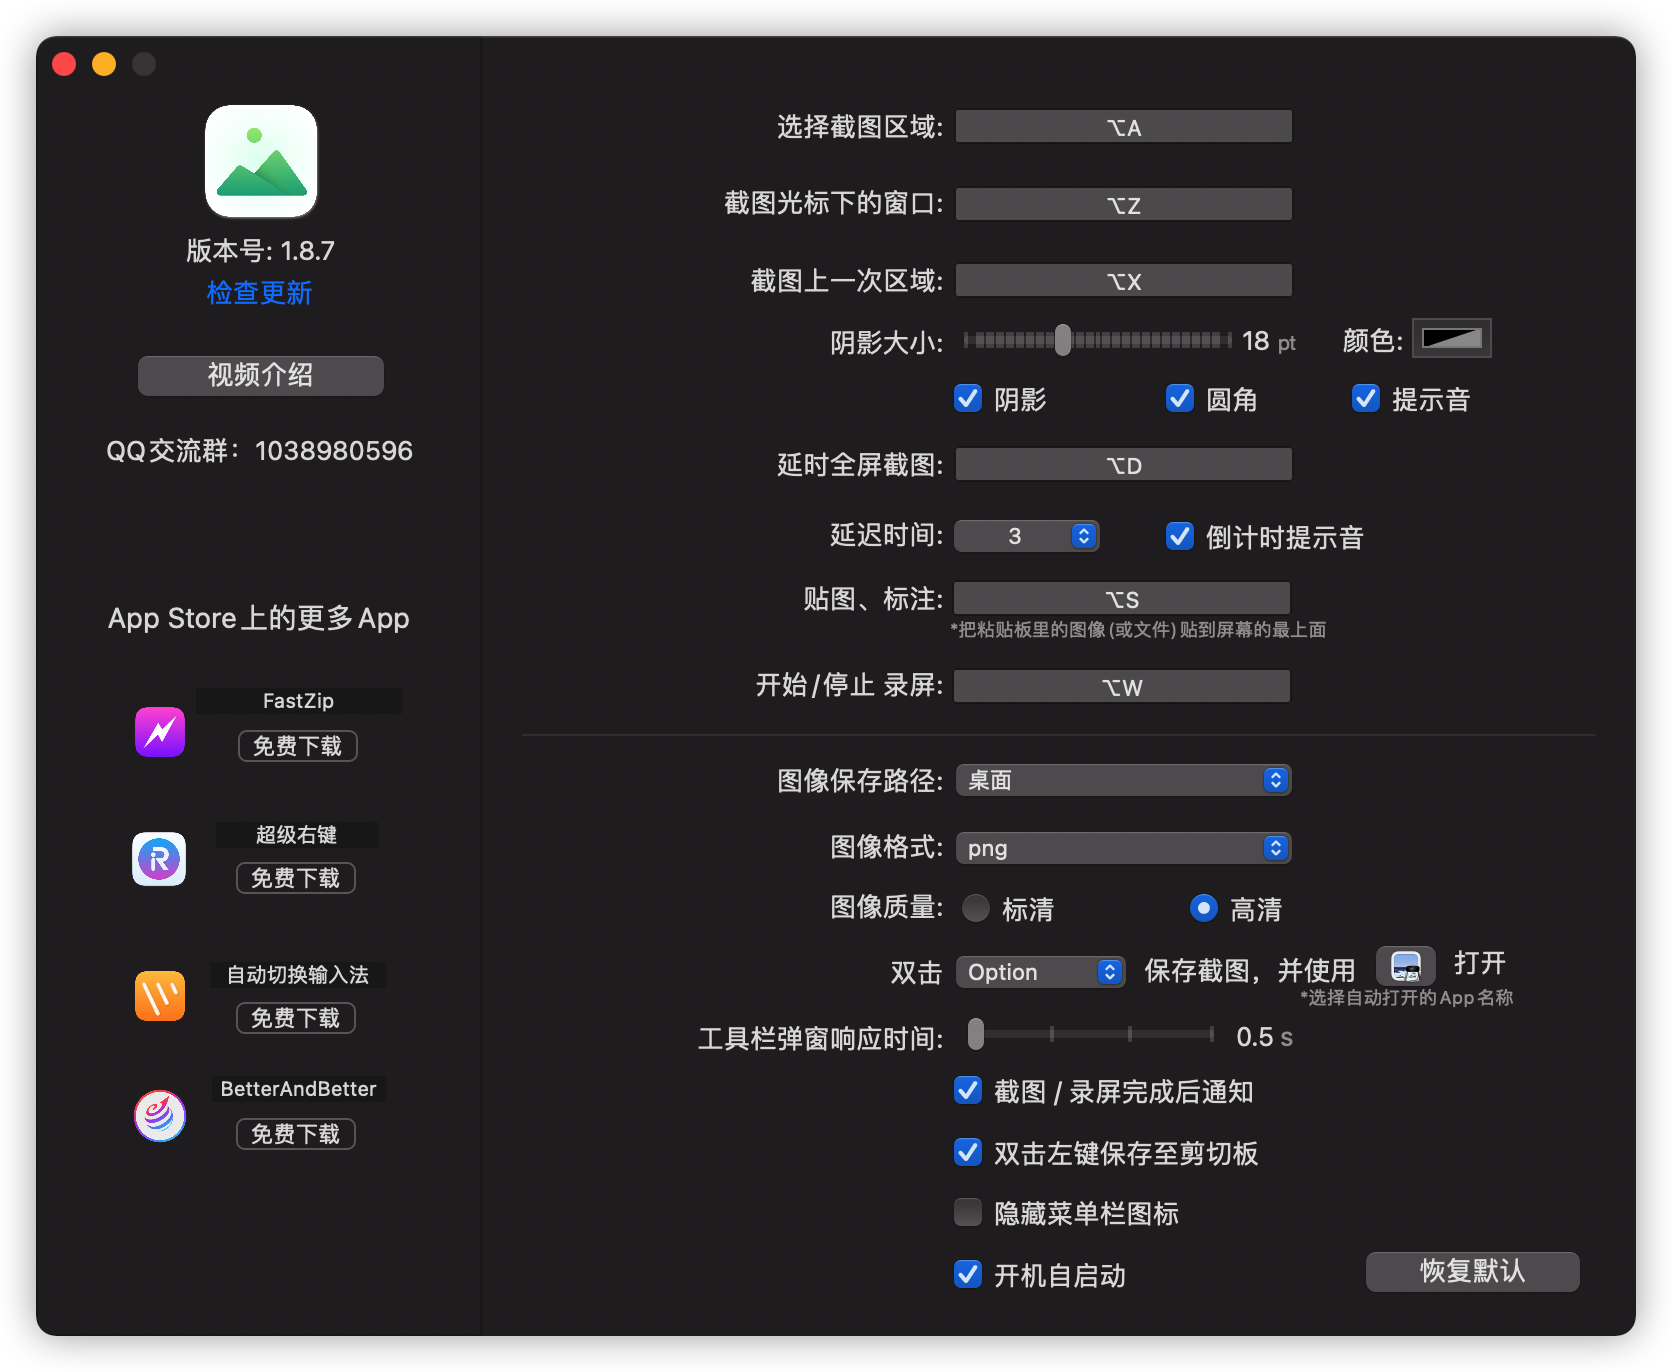 版本号: 1.8.7
检查更新
视频介绍
QQ交流群：1038980596
App Store上的更多App
FastZip
免费下载
超级右键
免费下载
自动切换输入法
免费下载
BetterAndBetter
免费下载
选择截图区域: ⌥A
截图光标下的窗口: ⌥Z
截图上一次区域: ⌥X
阴影大小: 18 pt 颜色:
阴影 圆角 提示音
延时全屏截图: ⌥D
延迟时间: 3 倒计时提示音
贴图、标注: ⌥S
*把粘贴板里的图像(或文件)贴到屏幕的最上面
开始/停止 录屏: ⌥W
图像保存路径: 桌面
图像格式: png
图像质量: 标清 高清
双击 Option 保存截图，并使用 打开
*选择自动打开的App名称
工具栏弹窗响应时间: 0.5 s
截图 / 录屏完成后通知
双击左键保存至剪切板
隐藏菜单栏图标
开机自启动
恢复默认